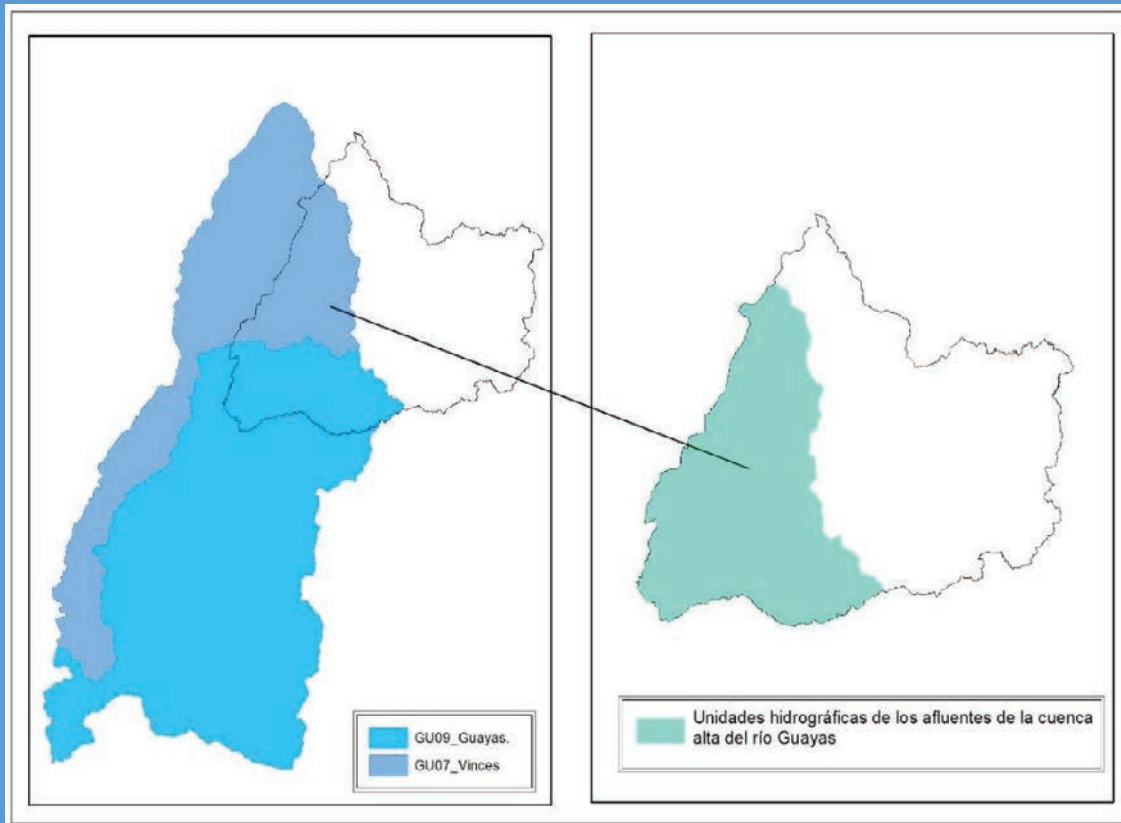 GU09_Guayas.
GU07_Vinces
Unidades hidrográficas de los afluentes de la cuenca
alta del río Guayas